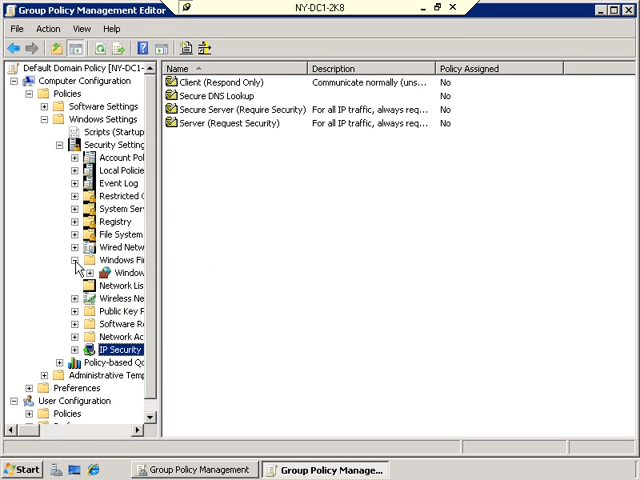 Group Policy Management Editor
NY-DC1-2K8
File Action View Help
Default Domain Policy [NY-DC1-
Computer Configuration
Policies
Software Settings
Windows Settings
Scripts (Startup
Security Setting
Account Pol
Local Policie
Event Log
Restricted G
System Ser
Registry
File System
Wired Netw
Windows Fir
Window
Network Lis
Wireless Ne
Public Key P
Software Re
Network Ac
IP Security
Policy-based Qo
Administrative Temp
Preferences
User Configuration
Policies
Name Description Policy Assigned
Client (Respond Only) Communicate normally (uns... No
Secure DNS Lookup No
Secure Server (Require Security) For all IP traffic, always req... No
Server (Request Security) For all IP traffic, always req... No
Start Group Policy Management Group Policy Manage...